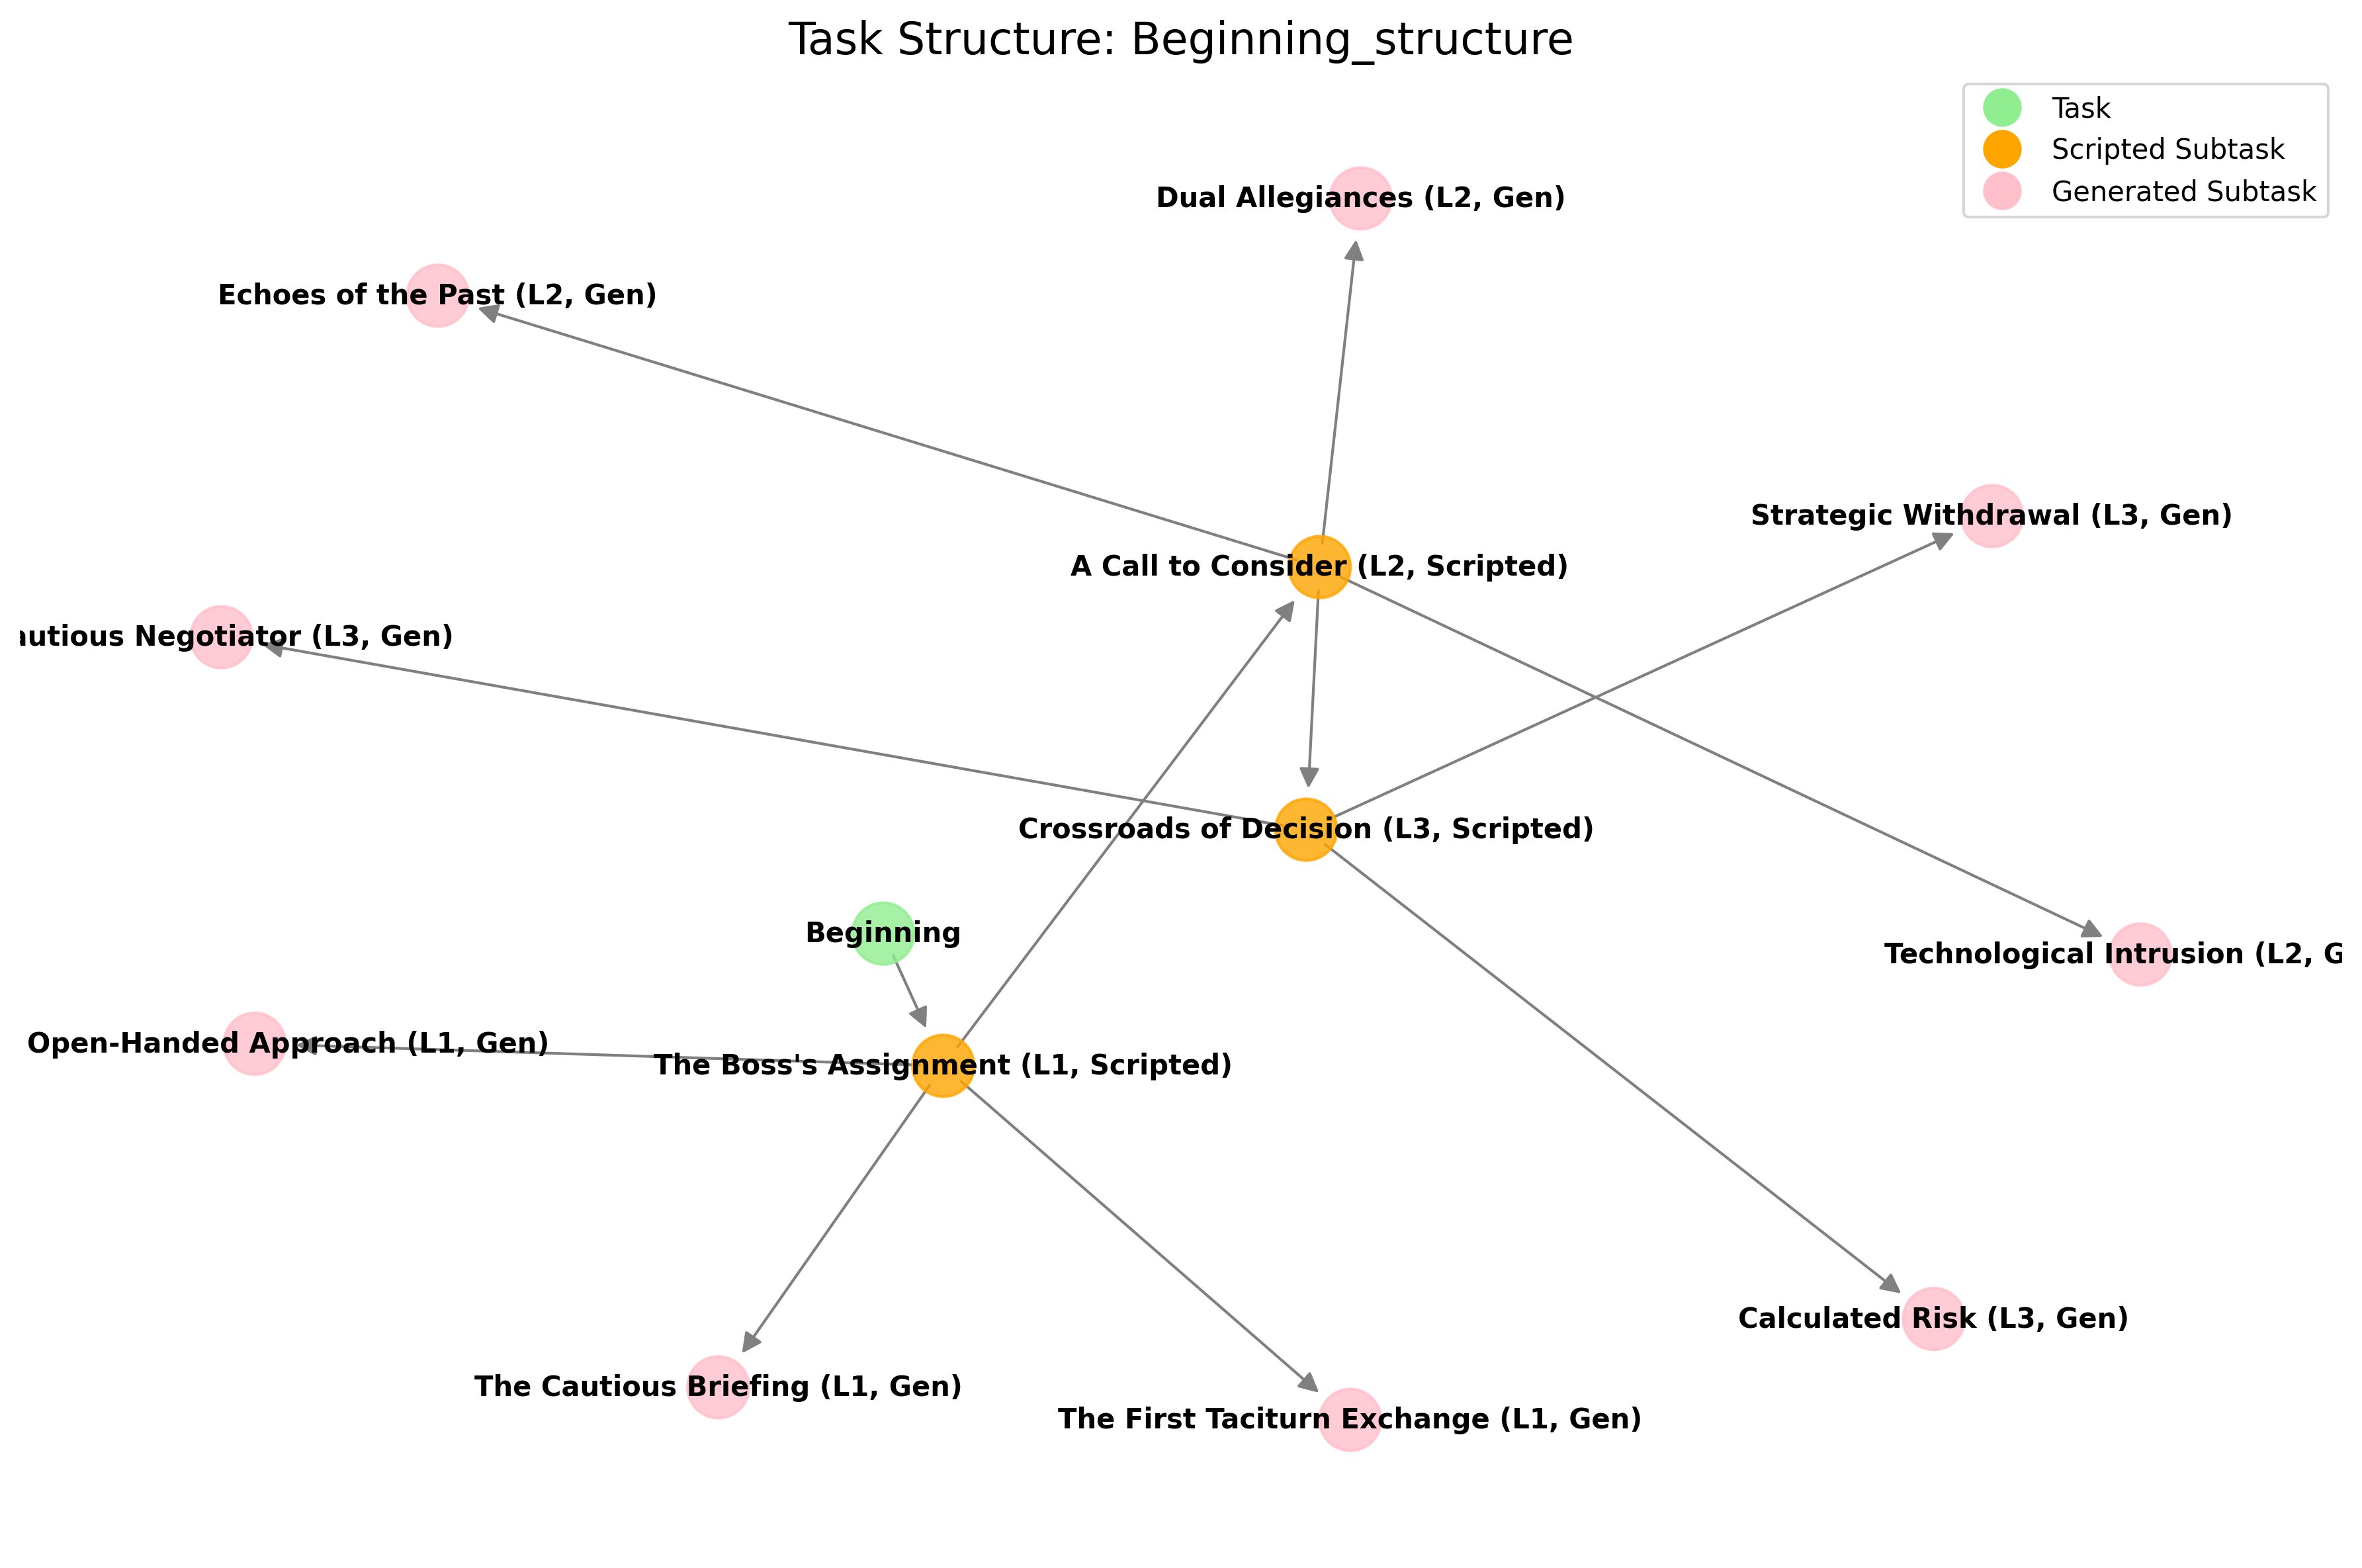 Task Structure: Beginning_structure
Task
Scripted Subtask
Generated Subtask
Dual Allegiances (L2, Gen)
Echoes of the Past (L2, Gen)
Strategic Withdrawal (L3, Gen)
A Call to Consider (L2, Scripted)
Negotiator (L3, Gen)
Crossroads of Decision (L3, Scripted)
Beginning
Technological Intrusion (L2, G
Open-Handed Approach (L1, Gen)
The Boss's Assignment (L1, Scripted)
Calculated Risk (L3, Gen)
The Cautious Briefing (L1, Gen)
The First Taciturn Exchange (L1, Gen)